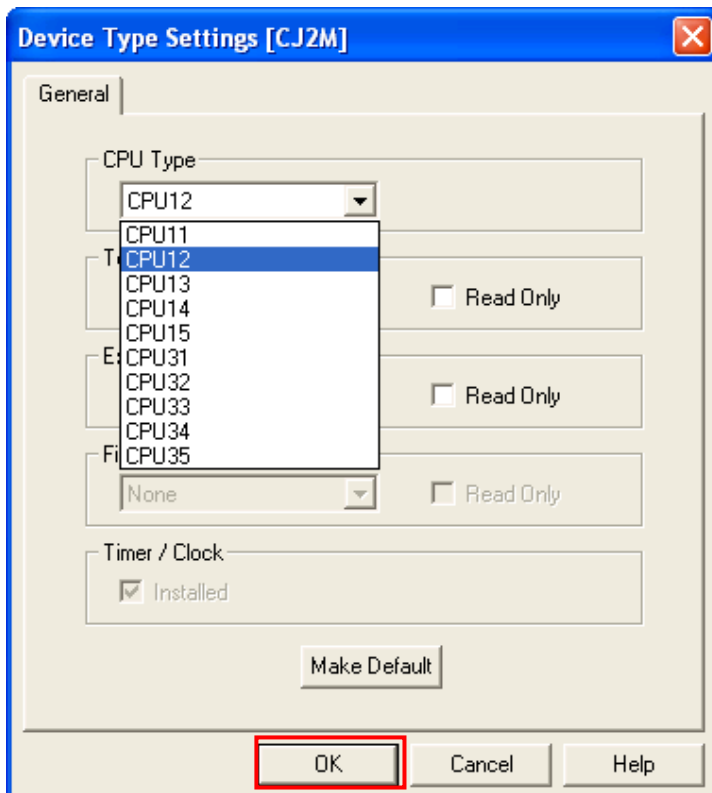 Device Type Settings [CJ2M]
General
CPU Type
CPU12
CPU11
CPU12
CPU13
CPU14
CPU15
CPU31
CPU32
CPU33
CPU34
CPU35
Read Only
Read Only
None
Read Only
Timer / Clock
Installed
Make Default
OK Cancel Help